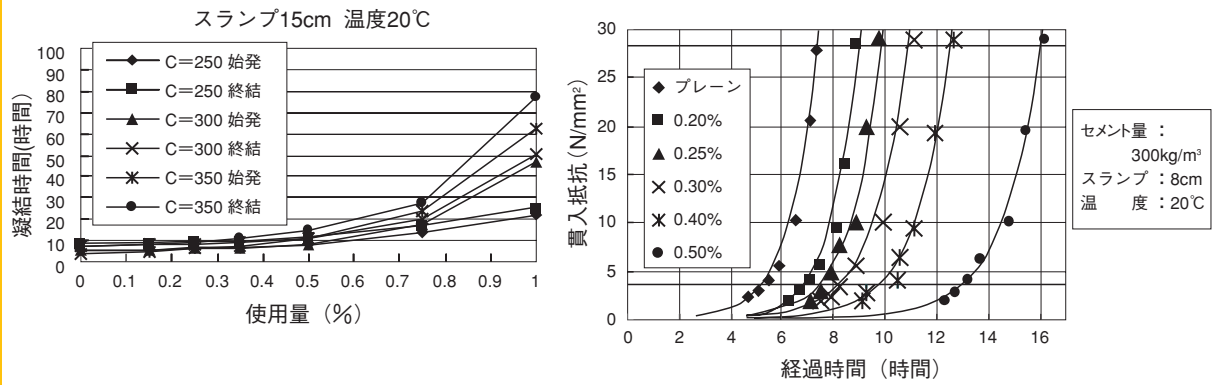 スランプ15cm 温度20℃
凝結時間(時間)
100
90
80
70
60
50
40
30
20
10
0
C＝250 始発
C＝250 終結
C＝300 始発
C＝300 終結
C＝350 始発
C＝350 終結
0 0.1 0.2 0.3 0.4 0.5 0.6 0.7 0.8 0.9 1
使用量（%）
貫入抵抗（N/mm²）
30
25
20
15
10
5
0
プレーン
0.20%
0.25%
0.30%
0.40%
0.50%
0 2 4 6 8 10 12 14 16
経過時間（時間）
セメント量：
300kg/m³
スランプ：8cm
温　度：20℃